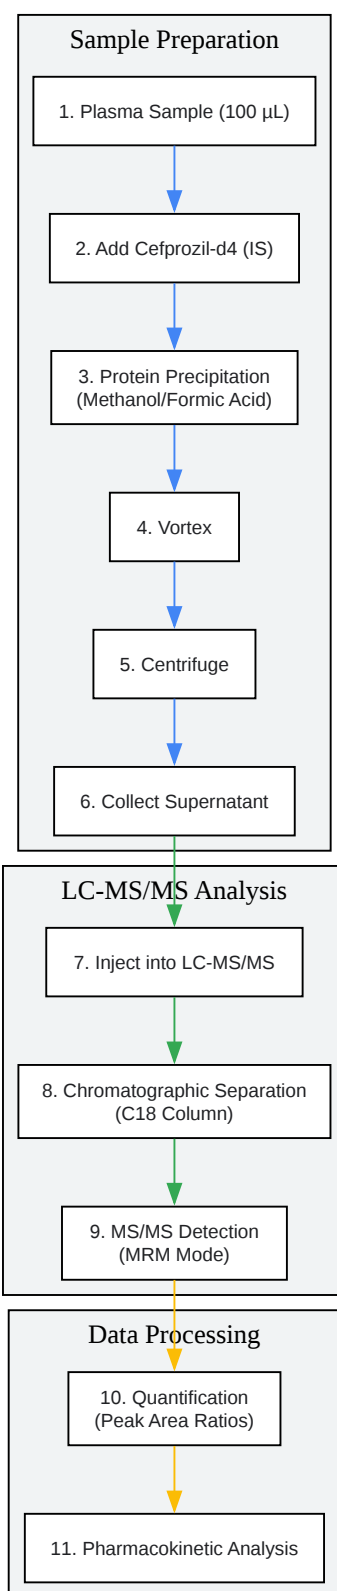 Sample Preparation
1. Plasma Sample (100 µL)
2. Add Cefprozil-d4 (IS)
3. Protein Precipitation
(Methanol/Formic Acid)
4. Vortex
5. Centrifuge
6. Collect Supernatant
LC-MS/MS Analysis
7. Inject into LC-MS/MS
8. Chromatographic Separation
(C18 Column)
9. MS/MS Detection
(MRM Mode)
Data Processing
10. Quantification
(Peak Area Ratios)
11. Pharmacokinetic Analysis